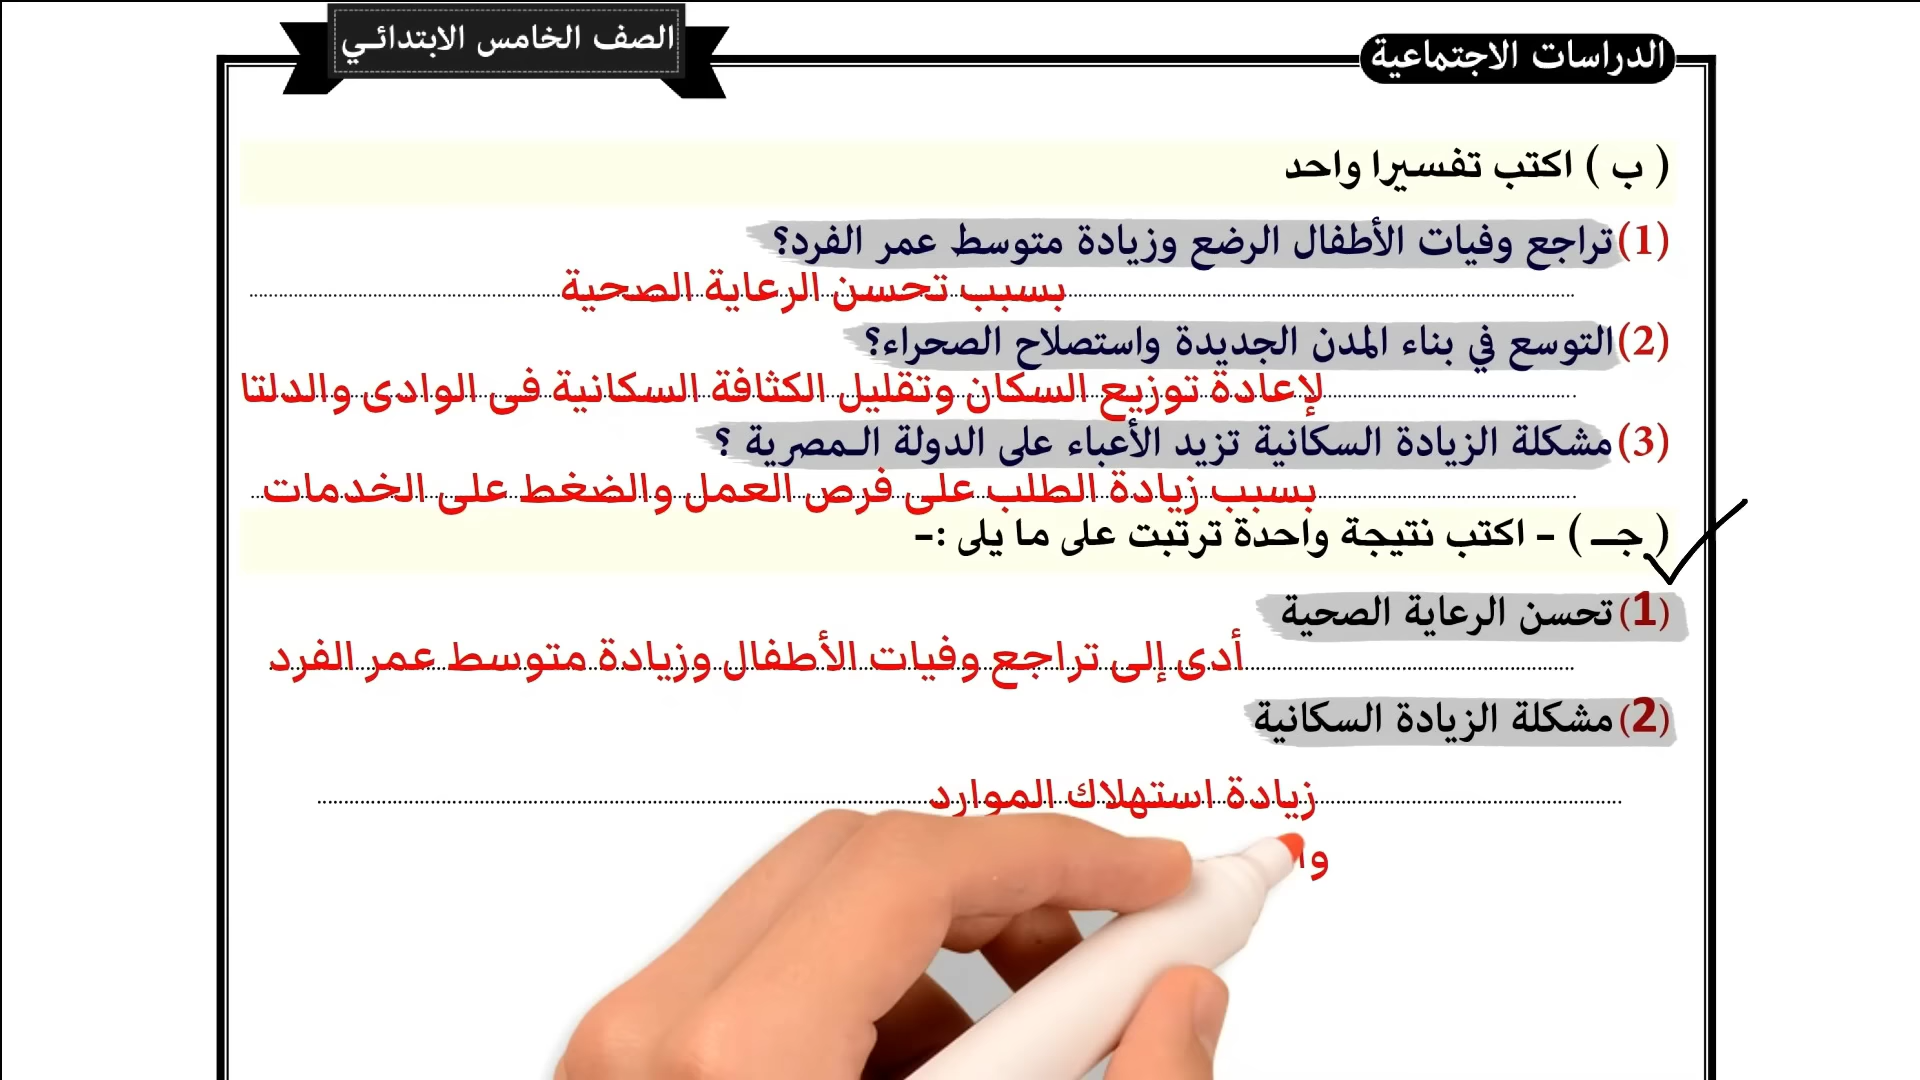 الدراسات الاجتماعية
الصف الخامس الابتدائي
( ب ) اكتب تفسيرا واحد
(1) تراجع وفيات الأطفال الرضع وزيادة متوسط عمر الفرد؟
بسبب تحسن الرعاية الصحية
(2) التوسع في بناء المدن الجديدة واستصلاح الصحراء؟
لإعادة توزيع السكان وتقليل الكثافة السكانية فى الوادى والدلتا
(3) مشكلة الزيادة السكانية تزيد الأعباء على الدولة المصرية ؟
بسبب زيادة الطلب على فرص العمل والضغط على الخدمات
( جـ ) - اكتب نتيجة واحدة ترتبت على ما يلى :-
(1) تحسن الرعاية الصحية
أدى إلى تراجع وفيات الأطفال وزيادة متوسط عمر الفرد
(2) مشكلة الزيادة السكانية
زيادة استهلاك الموارد